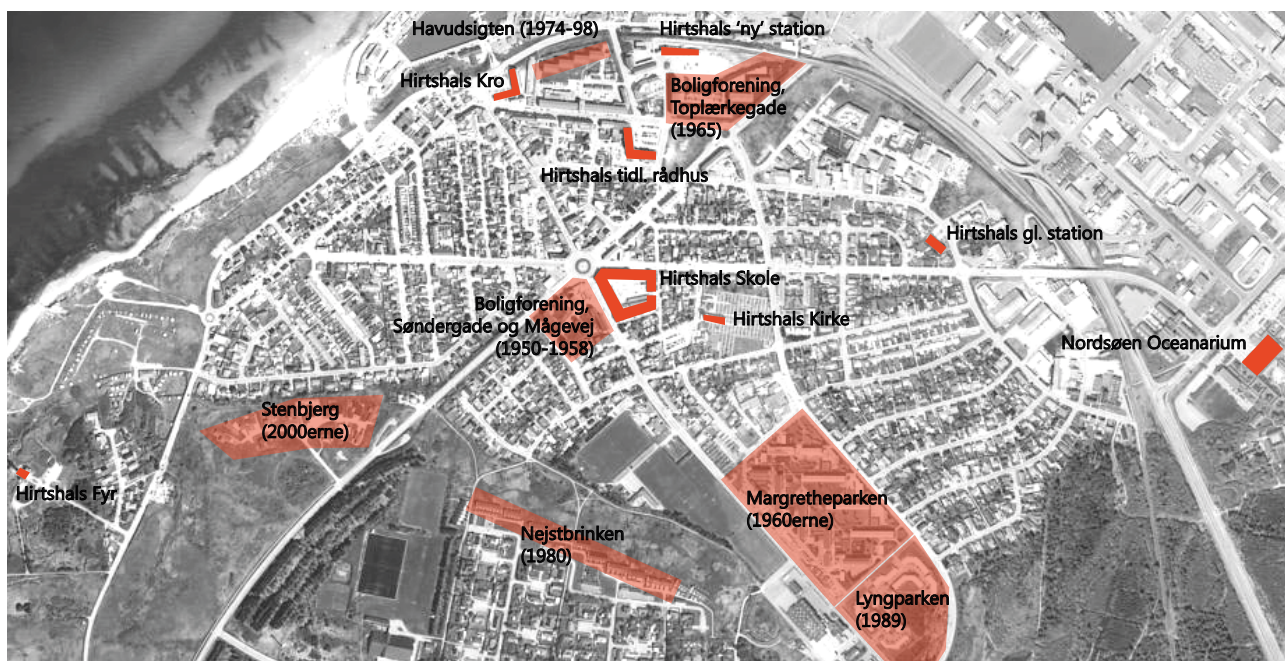 Havudsigten (1974-98)
Hirtshals 'ny' station
Hirtshals Kro
Boligforening,
Toplærkegade
(1965)
Hirtshals tidl. rådhus
Hirtshals gl. station
Hirtshals Skole
Boligforening,
Søndergade og Mågevej
(1950-1958)
Hirtshals Kirke
Nordsøen Oceanarium
Stenbjerg
(2000erne)
Hirtshals Fyr
Margretheparken
(1960erne)
Nejstbrinken
(1980)
Lyngparken
(1989)